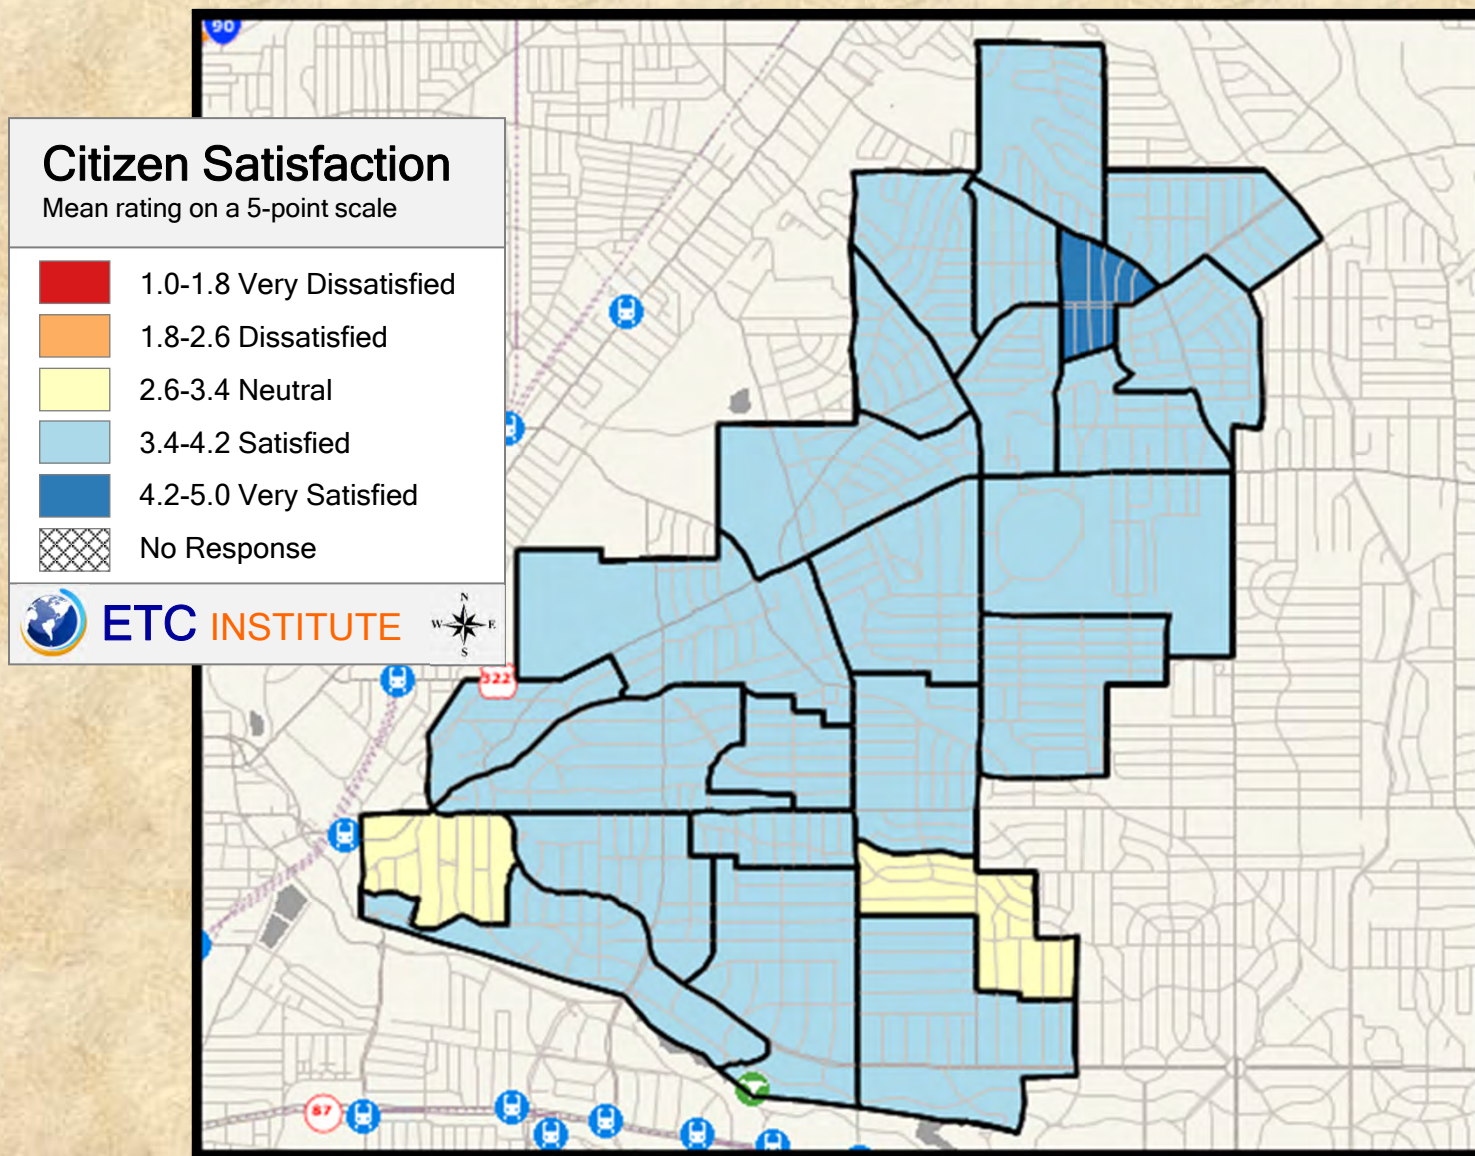 90
Citizen Satisfaction
Mean rating on a 5-point scale
1.0-1.8 Very Dissatisfied
1.8-2.6 Dissatisfied
2.6-3.4 Neutral
3.4-4.2 Satisfied
4.2-5.0 Very Satisfied
No Response
ETC INSTITUTE
N
W E
S
322
87